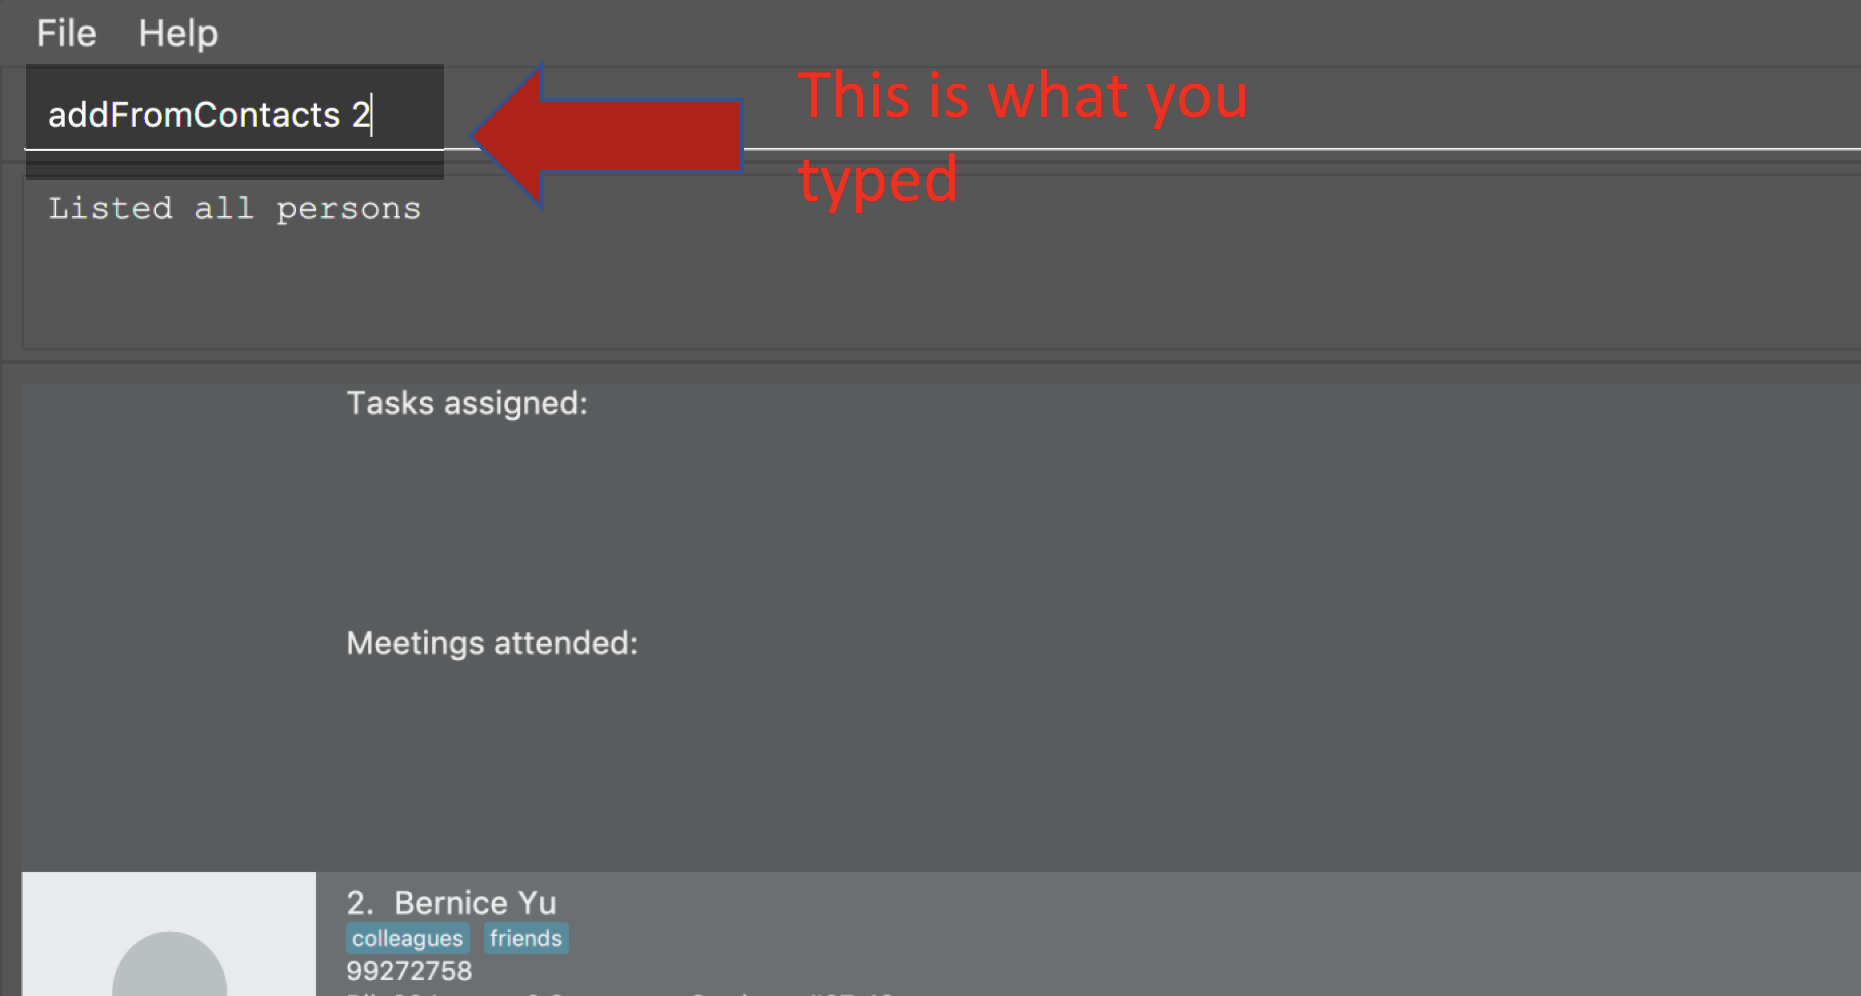 File Help
addFromContacts 2
This is what you
typed
Listed all persons
Tasks assigned:
Meetings attended:
2. Bernice Yu
colleagues friends
99272758